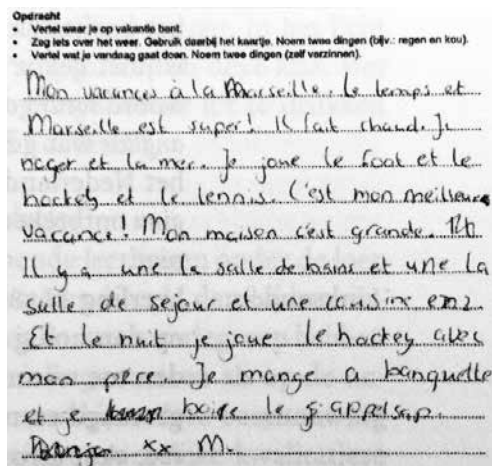 Opdracht
• Vertel waar je op vakantie bent.
• Zeg iets over het weer. Gebruik daarbij het kaartje. Noem twee dingen (bijv.: regen en kou).
• Vertel wat je vandaag gaat doen. Noem twee dingen (zelf verzinnen).
Mon vacances à la Marseille. Le temps et
Marseille est super! Il fait chaud. Je
nager et la mer. Je joue le foot et le
hockey et le tennis. C'est mon meilleure
vacance! Mon maison c'est grande.
Il y a une la salle de bains et une la
salle de sejour et une cousine enz.
Et le nuit je joue le hockey avec
mon père. Je mange a banquette
et je boire le appelsap.
xx M.